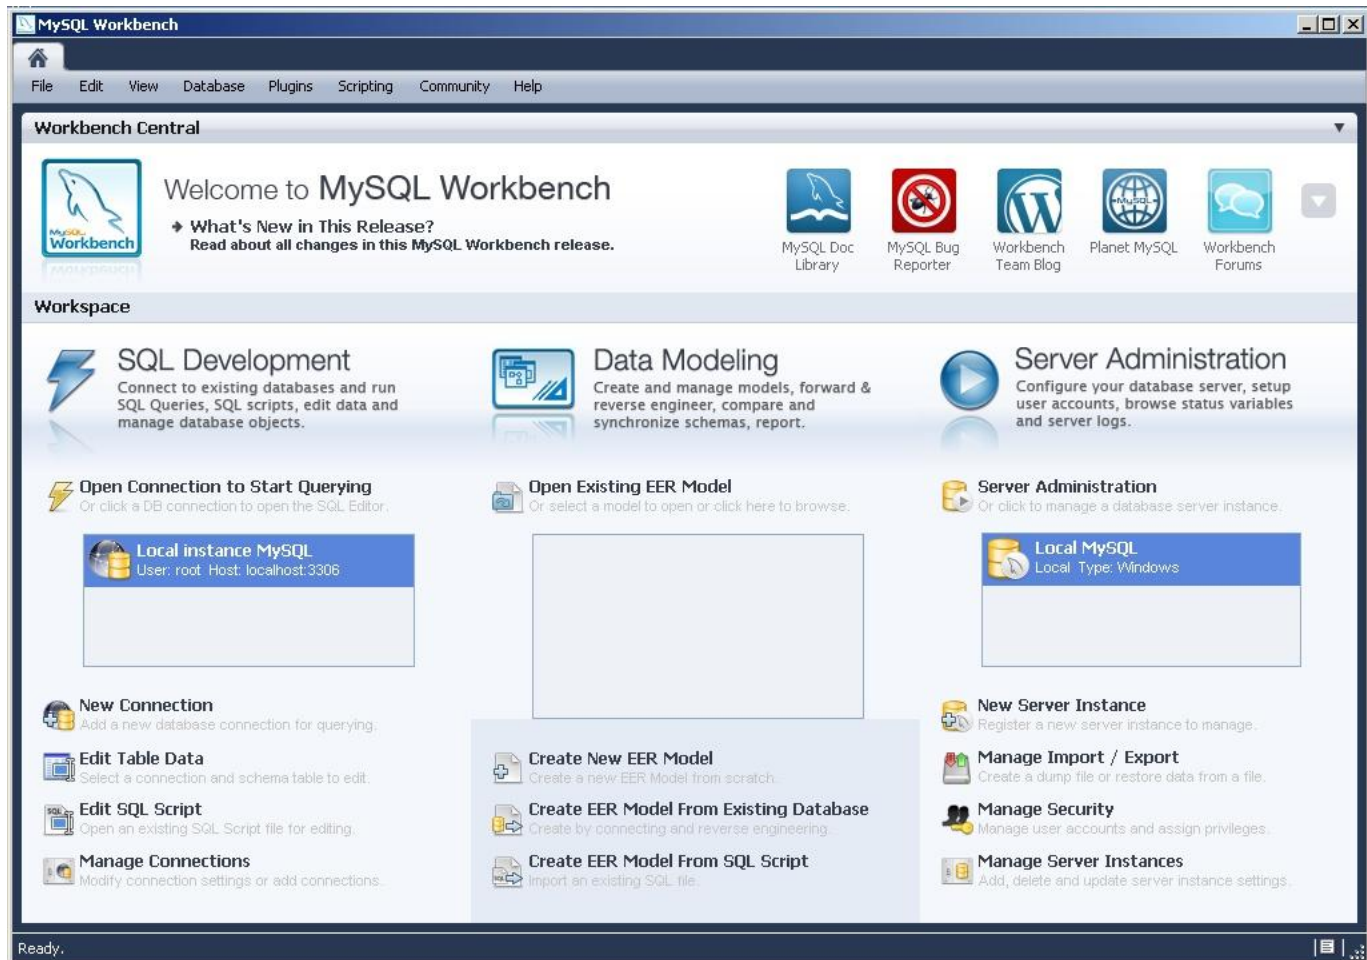 MySQL Workbench
File Edit View Database Plugins Scripting Community Help
Workbench Central
MySQL
Workbench
Welcome to MySQL Workbench
What's New in This Release?
Read about all changes in this MySQL Workbench release.
MySQL Doc
Library
MySQL Bug
Reporter
Workbench
Team Blog
MySQL
Planet MySQL
Workbench
Forums
Workspace
SQL Development
Connect to existing databases and run
SQL Queries, SQL scripts, edit data and
manage database objects.
Open Connection to Start Querying
Or click a DB connection to open the SQL Editor.
Local instance MySQL
User: root Host: localhost:3306
New Connection
Add a new database connection for querying.
Edit Table Data
Select a connection and schema table to edit.
SQL
Edit SQL Script
Open an existing SQL Script file for editing.
Manage Connections
Modify connection settings or add connections.
Data Modeling
Create and manage models, forward &
reverse engineer, compare and
synchronize schemas, report.
Open Existing EER Model
Or select a model to open or click here to browse.
Create New EER Model
Create a new EER Model from scratch.
Create EER Model From Existing Database
Create by connecting and reverse engineering.
Create EER Model From SQL Script
Import an existing SQL file.
Server Administration
Configure your database server, setup
user accounts, browse status variables
and server logs.
Server Administration
Or click to manage a database server instance.
Local MySQL
Local Type: Windows
New Server Instance
Register a new server instance to manage.
Manage Import / Export
Create a dump file or restore data from a file.
Manage Security
Manage user accounts and assign privileges.
Manage Server Instances
Add, delete and update server instance settings.
Ready.